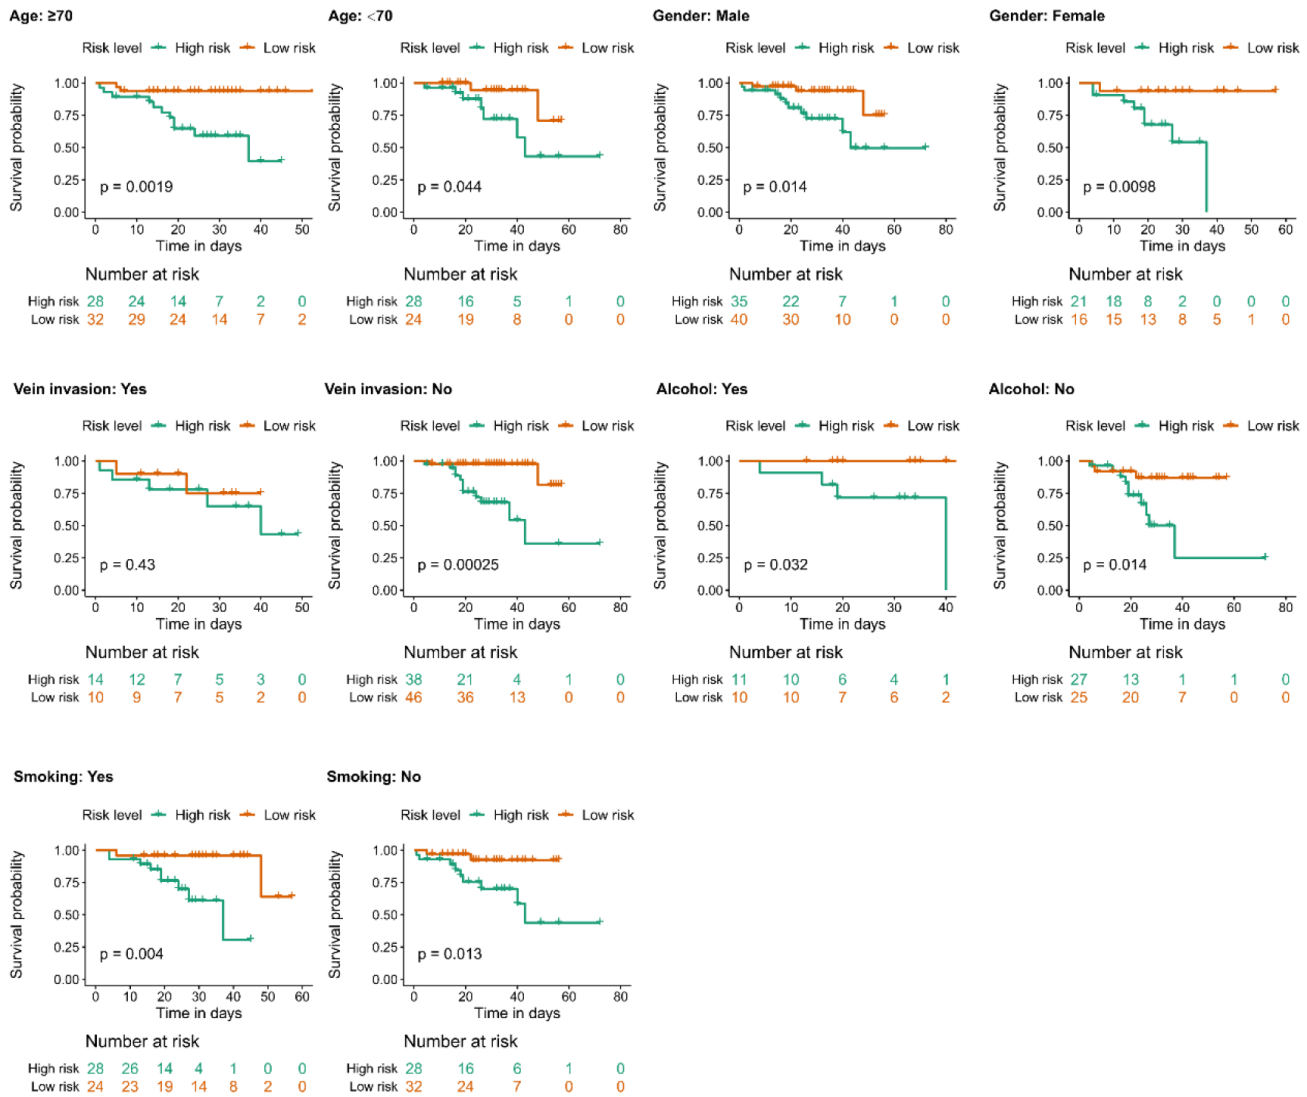 Age: ≥70
Risk level High risk Low risk
Survival probability
1.00
0.75
0.50
0.25
0.00
p = 0.0019
0 10 20 30 40 50
Time in days
Number at risk
High risk 28 24 14 7 2 0
Low risk 32 29 24 14 7 2
Age: <70
Risk level High risk Low risk
Survival probability
1.00
0.75
0.50
0.25
0.00
p = 0.044
0 20 40 60 80
Time in days
Number at risk
High risk 28 16 5 1 0
Low risk 24 19 8 0 0
Gender: Male
Risk level High risk Low risk
Survival probability
1.00
0.75
0.50
0.25
0.00
p = 0.014
0 20 40 60 80
Time in days
Number at risk
High risk 35 22 7 1 0
Low risk 40 30 10 0 0
Gender: Female
Risk level High risk Low risk
Survival probability
1.00
0.75
0.50
0.25
0.00
p = 0.0098
0 10 20 30 40 50 60
Time in days
Number at risk
High risk 21 18 8 2 0 0 0
Low risk 16 15 13 8 5 1 0
Vein invasion: Yes
Risk level High risk Low risk
Survival probability
1.00
0.75
0.50
0.25
0.00
p = 0.43
0 10 20 30 40 50
Time in days
Number at risk
High risk 14 12 7 5 3 0
Low risk 10 9 7 5 2 0
Vein invasion: No
Risk level High risk Low risk
Survival probability
1.00
0.75
0.50
0.25
0.00
p = 0.00025
0 20 40 60 80
Time in days
Number at risk
High risk 38 21 4 1 0
Low risk 46 36 13 0 0
Alcohol: Yes
Risk level High risk Low risk
Survival probability
1.00
0.75
0.50
0.25
0.00
p = 0.032
0 10 20 30 40
Time in days
Number at risk
High risk 11 10 6 4 1
Low risk 10 10 7 6 2
Alcohol: No
Risk level High risk Low risk
Survival probability
1.00
0.75
0.50
0.25
0.00
p = 0.014
0 20 40 60 80
Time in days
Number at risk
High risk 27 13 1 1 0
Low risk 25 20 7 0 0
Smoking: Yes
Risk level High risk Low risk
Survival probability
1.00
0.75
0.50
0.25
0.00
p = 0.004
0 10 20 30 40 50 60
Time in days
Number at risk
High risk 28 26 14 4 1 0 0
Low risk 24 23 19 14 8 2 0
Smoking: No
Risk level High risk Low risk
Survival probability
1.00
0.75
0.50
0.25
0.00
p = 0.013
0 20 40 60 80
Time in days
Number at risk
High risk 28 16 6 1 0
Low risk 32 24 7 0 0